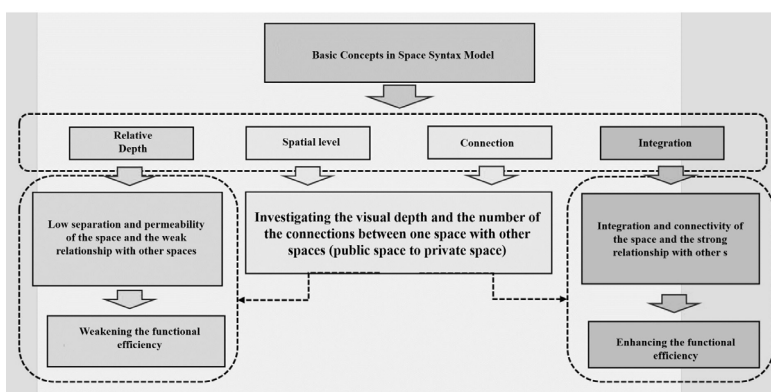 Basic Concepts in Space Syntax Model
Relative
Depth
Spatial level
Connection
Integration
Low separation and permeability
of the space and the weak
relationship with other spaces
Investigating the visual depth and the number of
the connections between one space with other
spaces (public space to private space)
Integration and connectivity of
the space and the strong
relationship with other s
Weakening the functional
efficiency
Enhancing the functional
efficiency